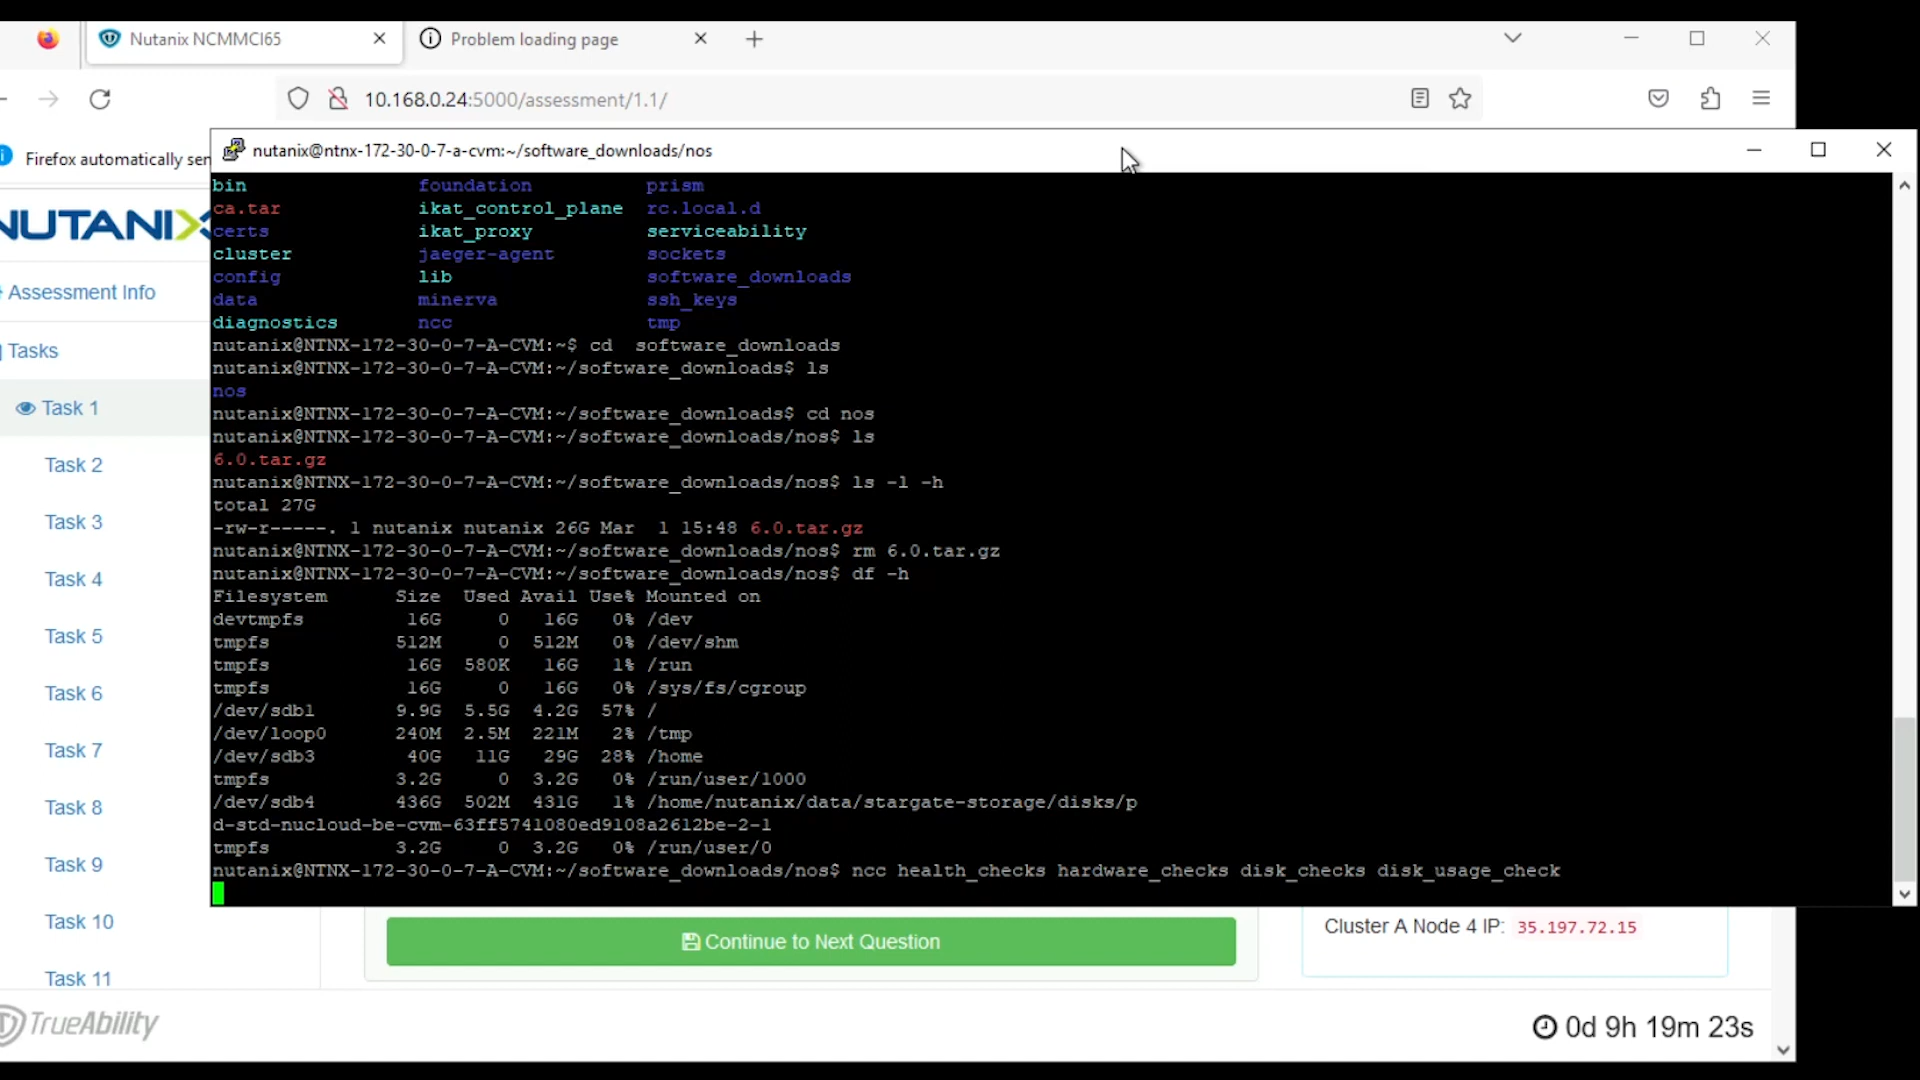 Nutanix NCMMCI65
Problem loading page
10.168.0.24:5000/assessment/1.1/
Firefox automatically sen
nutanix@ntnx-172-30-0-7-a-cvm:~/software_downloads/nos
NUTANIX
Assessment Info
Tasks
Task 1
Task 2
Task 3
Task 4
Task 5
Task 6
Task 7
Task 8
Task 9
Task 10
Task 11
bin foundation prism
ca.tar ikat_control_plane rc.local.d
certs ikat_proxy serviceability
cluster jaeger-agent sockets
config lib software_downloads
data minerva ssh_keys
diagnostics ncc tmp
nutanix@NTNX-172-30-0-7-A-CVM:~$ cd  software_downloads
nutanix@NTNX-172-30-0-7-A-CVM:~/software_downloads$ ls
nos
nutanix@NTNX-172-30-0-7-A-CVM:~/software_downloads$ cd nos
nutanix@NTNX-172-30-0-7-A-CVM:~/software_downloads/nos$ ls
6.0.tar.gz
nutanix@NTNX-172-30-0-7-A-CVM:~/software_downloads/nos$ ls -l -h
total 27G
-rw-r-----. 1 nutanix nutanix 26G Mar  1 15:48 6.0.tar.gz
nutanix@NTNX-172-30-0-7-A-CVM:~/software_downloads/nos$ rm 6.0.tar.gz
nutanix@NTNX-172-30-0-7-A-CVM:~/software_downloads/nos$ df -h
Filesystem      Size  Used Avail Use% Mounted on
devtmpfs         16G     0   16G   0% /dev
tmpfs           512M     0  512M   0% /dev/shm
tmpfs            16G  580K   16G   1% /run
tmpfs            16G     0   16G   0% /sys/fs/cgroup
/dev/sdb1       9.9G  5.5G  4.2G  57% /
/dev/loop0      240M  2.5M  221M   2% /tmp
/dev/sdb3        40G   11G   29G  28% /home
tmpfs           3.2G     0  3.2G   0% /run/user/1000
/dev/sdb4       436G  502M  431G   1% /home/nutanix/data/stargate-storage/disks/p
d-std-nucloud-be-cvm-63ff5741080ed9108a2612be-2-1
tmpfs           3.2G     0  3.2G   0% /run/user/0
nutanix@NTNX-172-30-0-7-A-CVM:~/software_downloads/nos$ ncc health_checks hardware_checks disk_checks disk_usage_check
Continue to Next Question
Cluster A Node 4 IP: 35.197.72.15
TrueAbility
0d 9h 19m 23s